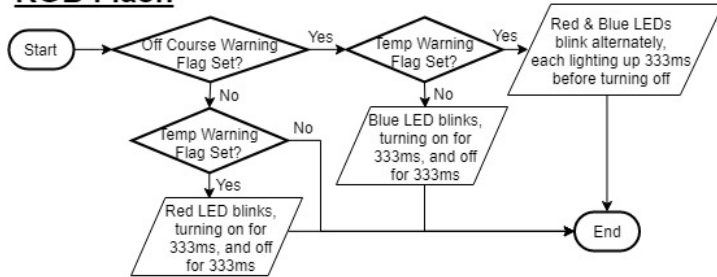 RGB Flash
Start
Off Course Warning
Flag Set?
Yes
Temp Warning
Flag Set?
Yes
Red & Blue LEDs
blink alternately,
each lighting up 333ms
before turning off
No
No
Temp Warning
Flag Set?
No
Blue LED blinks,
turning on for
333ms, and off
for 333ms
Yes
Red LED blinks,
turning on for
333ms, and off
for 333ms
End